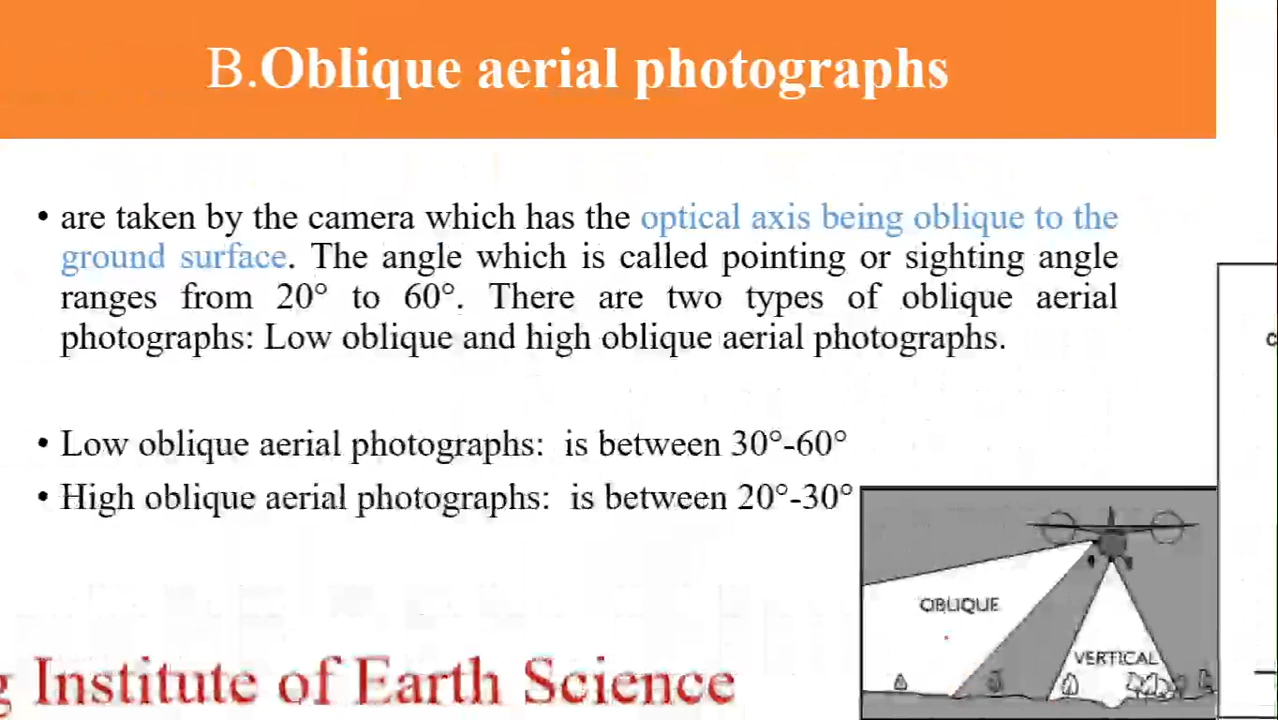 B.Oblique aerial photographs
• are taken by the camera which has the optical axis being oblique to the
ground surface. The angle which is called pointing or sighting angle
ranges from 20° to 60°. There are two types of oblique aerial
photographs: Low oblique and high oblique aerial photographs.
• Low oblique aerial photographs: is between 30°-60°
• High oblique aerial photographs: is between 20°-30°
OBLIQUE
VERTICAL
g Institute of Earth Science